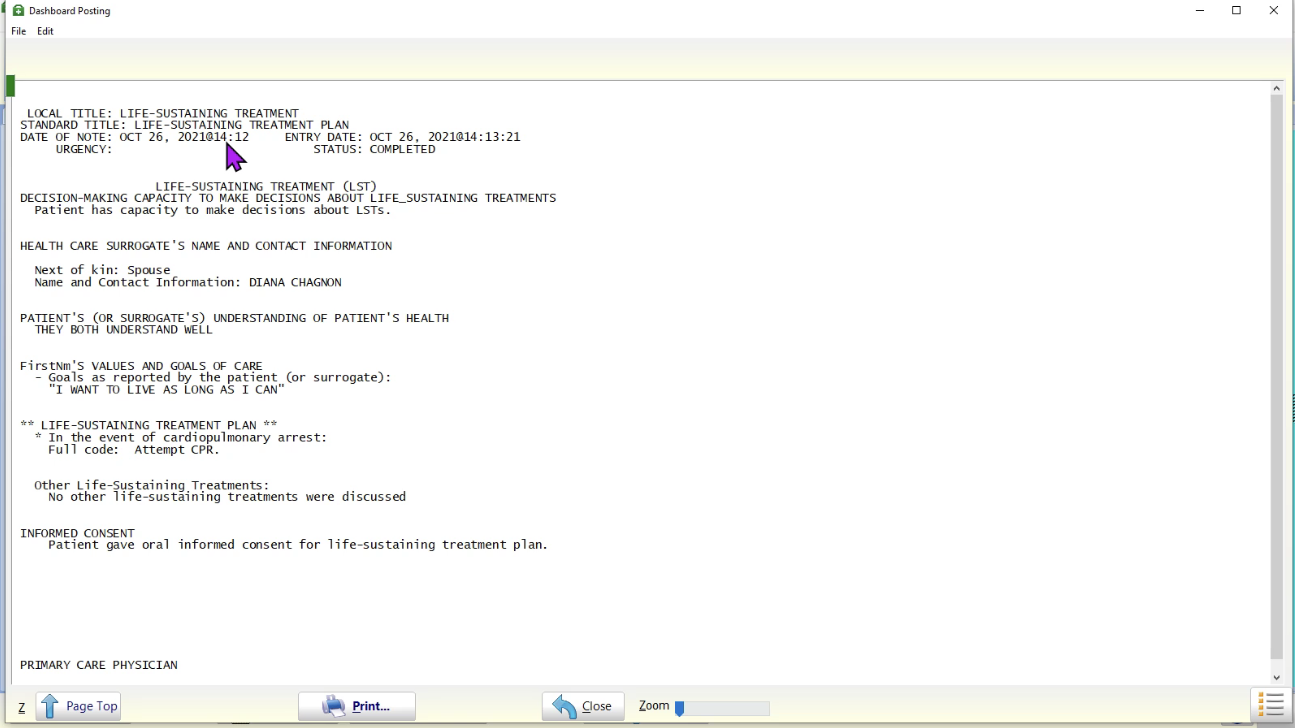 Dashboard Posting
File Edit
LOCAL TITLE: LIFE-SUSTAINING TREATMENT
STANDARD TITLE: LIFE-SUSTAINING TREATMENT PLAN
DATE OF NOTE: OCT 26, 2021@14:12 ENTRY DATE: OCT 26, 2021@14:13:21
URGENCY: STATUS: COMPLETED
LIFE-SUSTAINING TREATMENT (LST)
DECISION-MAKING CAPACITY TO MAKE DECISIONS ABOUT LIFE_SUSTAINING TREATMENTS
Patient has capacity to make decisions about LSTs.
HEALTH CARE SURROGATE'S NAME AND CONTACT INFORMATION
Next of kin: Spouse
Name and Contact Information: DIANA CHAGNON
PATIENT'S (OR SURROGATE'S) UNDERSTANDING OF PATIENT'S HEALTH
THEY BOTH UNDERSTAND WELL
FirstNm'S VALUES AND GOALS OF CARE
- Goals as reported by the patient (or surrogate):
"I WANT TO LIVE AS LONG AS I CAN"
** LIFE-SUSTAINING TREATMENT PLAN **
* In the event of cardiopulmonary arrest:
Full code: Attempt CPR.
Other Life-Sustaining Treatments:
No other life-sustaining treatments were discussed
INFORMED CONSENT
Patient gave oral informed consent for life-sustaining treatment plan.
PRIMARY CARE PHYSICIAN
Z Page Top Print... Close Zoom